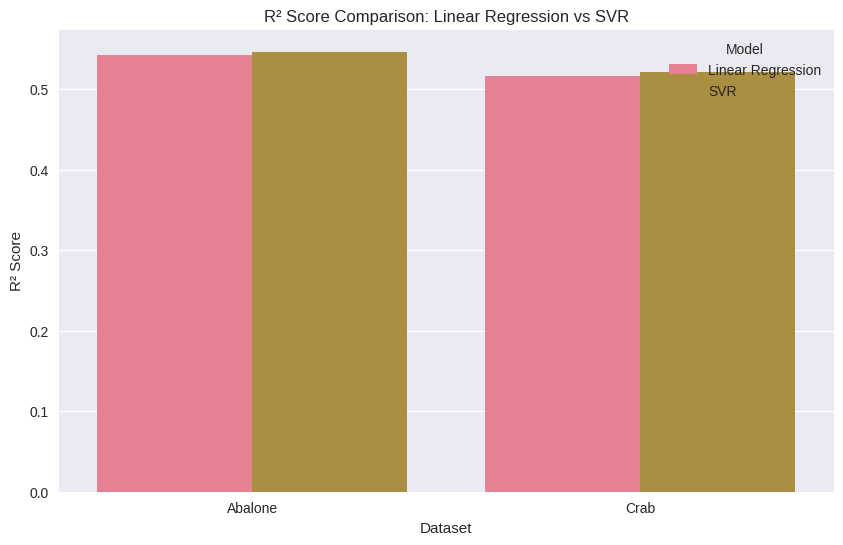 R² Score Comparison: Linear Regression vs SVR
Model
Linear Regression
SVR
R² Score
0.5
0.4
0.3
0.2
0.1
0.0
Abalone
Crab
Dataset